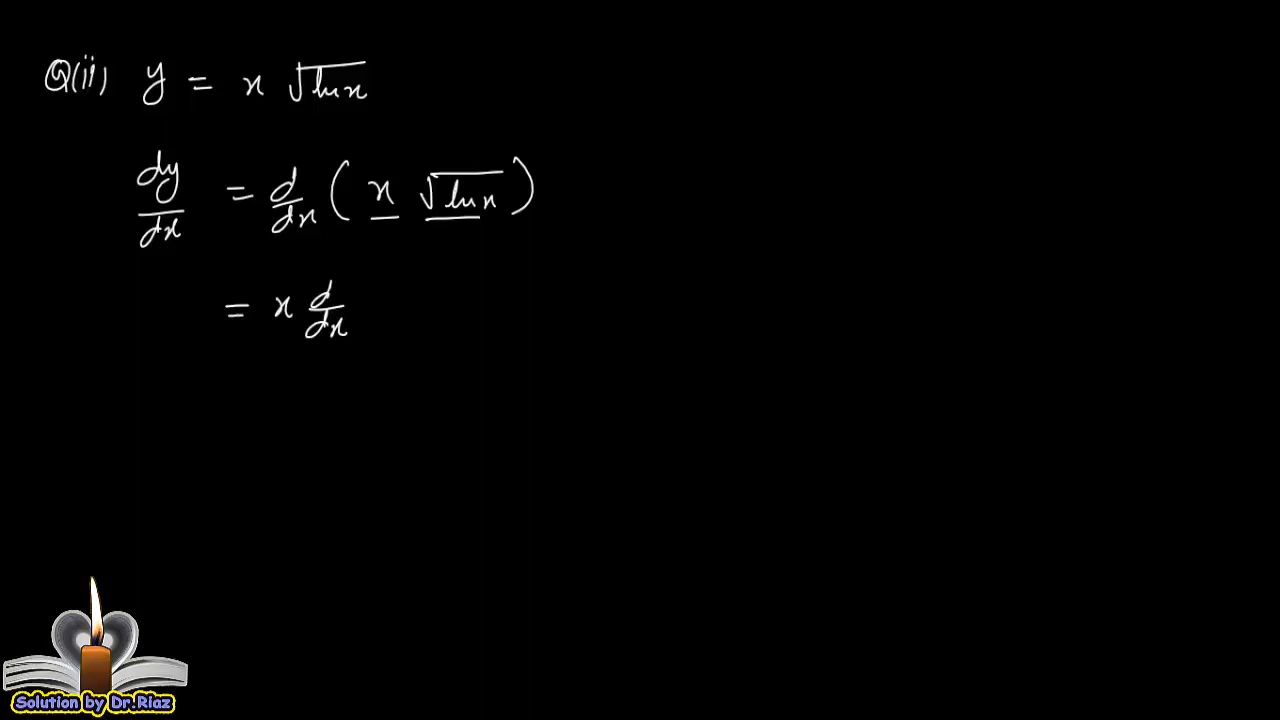 Q(ii) y = x √ln x
dy/dx = d/dx ( x √ln x )
= x d/dx
Solution by Dr.Riaz